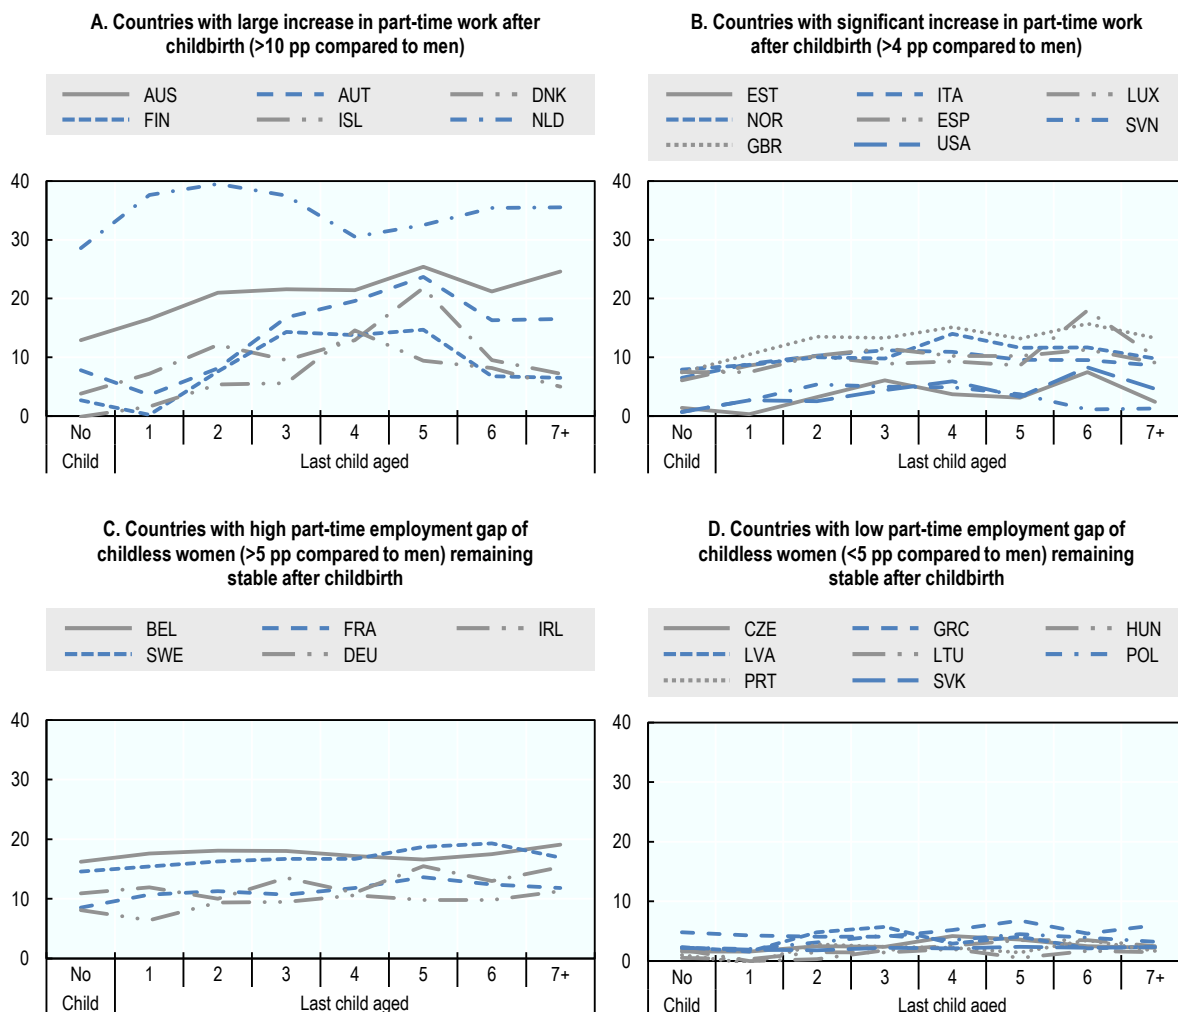 A. Countries with large increase in part-time work after
childbirth (>10 pp compared to men)
AUS AUT DNK
FIN ISL NLD
40
30
20
10
0
No 1 2 3 4 5 6 7+
Child Last child aged
B. Countries with significant increase in part-time work
after childbirth (>4 pp compared to men)
EST ITA LUX
NOR ESP SVN
GBR USA
40
30
20
10
0
No 1 2 3 4 5 6 7+
Child Last child aged
C. Countries with high part-time employment gap of
childless women (>5 pp compared to men) remaining
stable after childbirth
BEL FRA IRL
SWE DEU
40
30
20
10
0
No 1 2 3 4 5 6 7+
Child Last child aged
D. Countries with low part-time employment gap of
childless women (<5 pp compared to men) remaining
stable after childbirth
CZE GRC HUN
LVA LTU POL
PRT SVK
40
30
20
10
0
No 1 2 3 4 5 6 7+
Child Last child aged